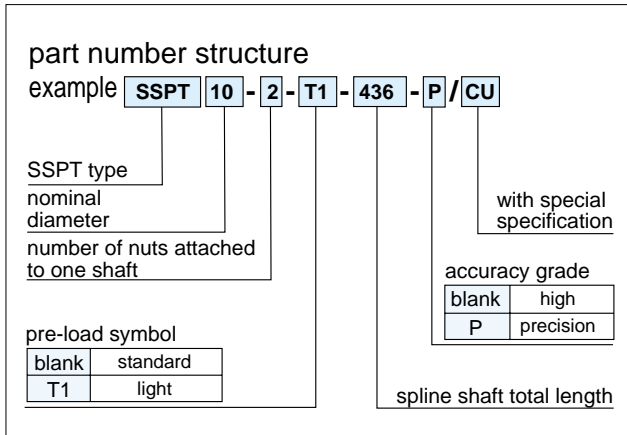 part number structure
example SSPT 10 - 2 - T1 - 436 - P / CU
SSPT type
nominal
diameter
number of nuts attached
to one shaft
with special
specification
accuracy grade
blank high
P precision
pre-load symbol
blank standard
T1 light
spline shaft total length